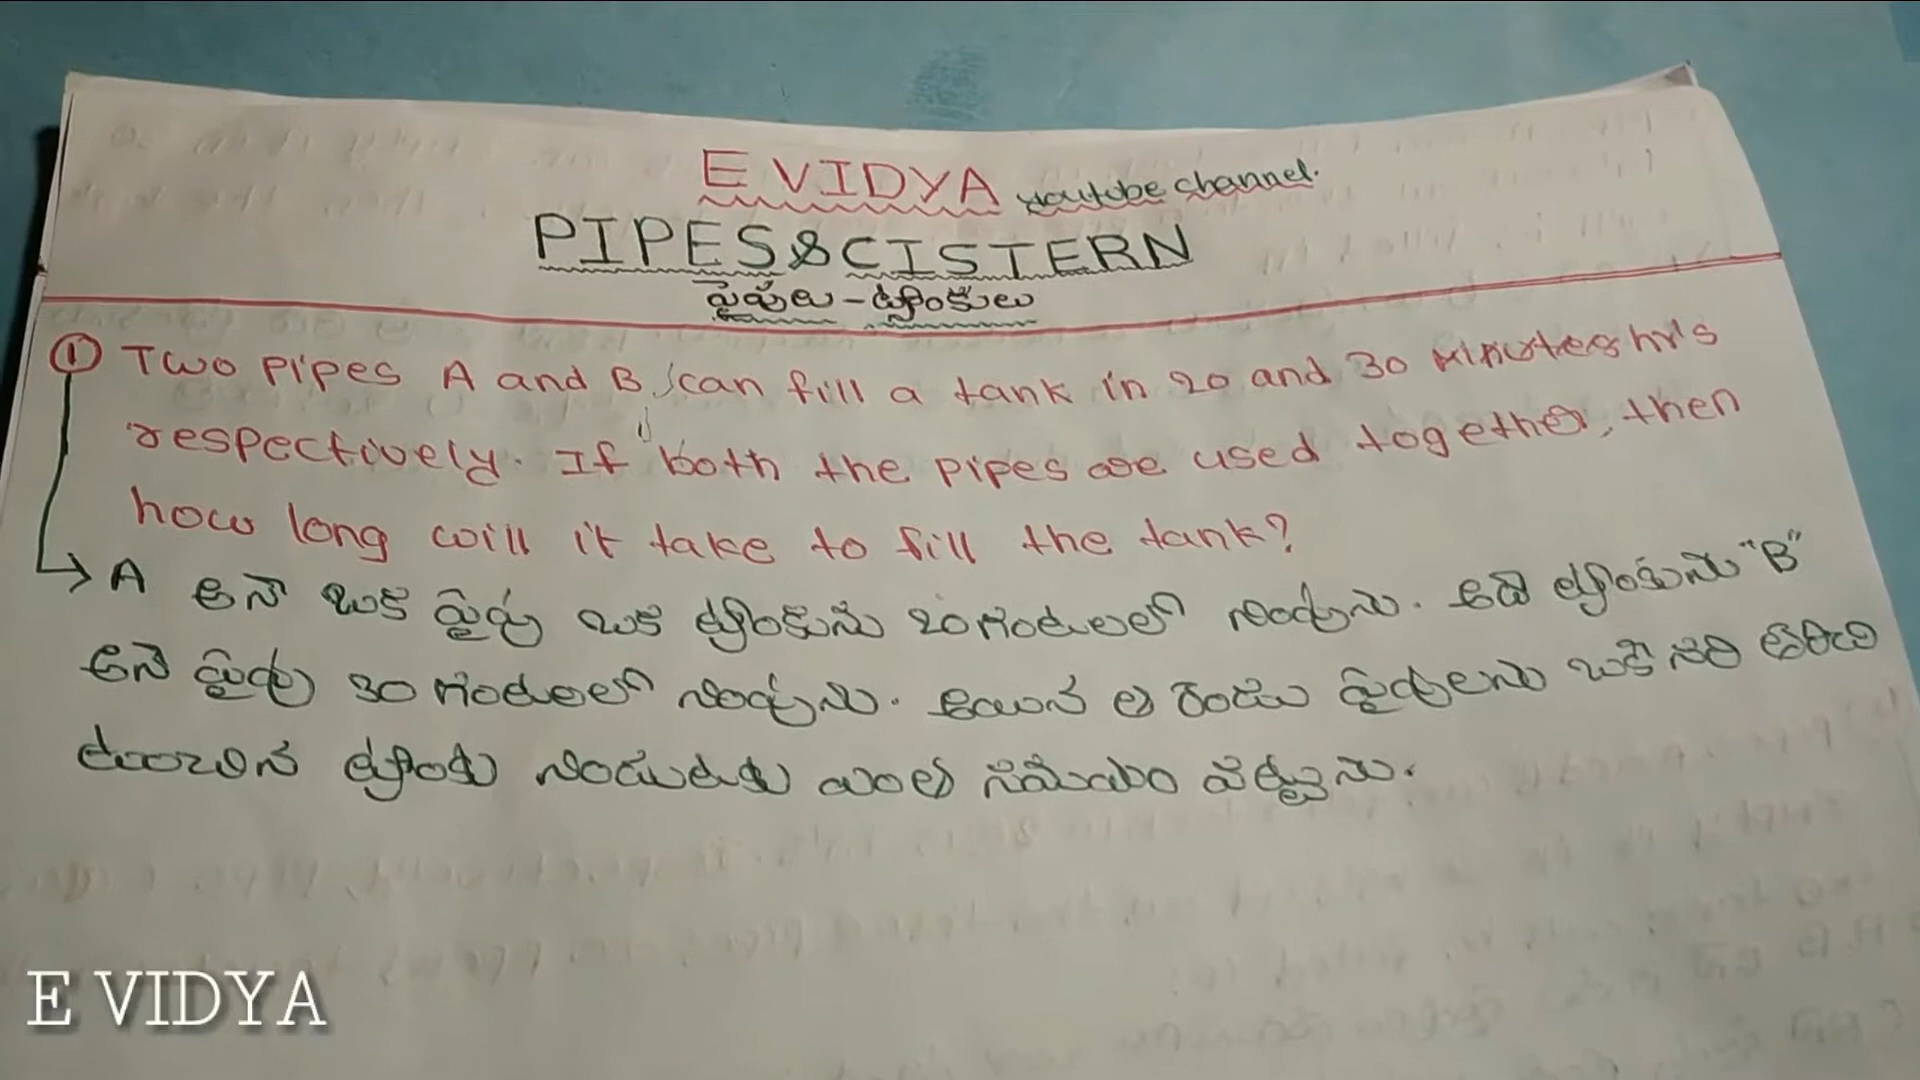 E VIDYA youtube channel.
PIPES & CISTERN
పైపులు - ట్యాంకులు
① Two pipes A and B can fill a tank in 20 and 30 minutes hr's
respectively. If both the pipes are used together, then
how long will it take to fill the tank?
→ A అనే ఒక పైపు ఒక ట్యాంకును 20 గంటలలో నింపును. అదే ట్యాంకును "B"
అనే పైపు 30 గంటలలో నింపును. అయిన ఆ రెండు పైపులను ఒకే సారి
ట్యాంకు నిండుటకు ఎంత సమయం పట్టును.
E VIDYA